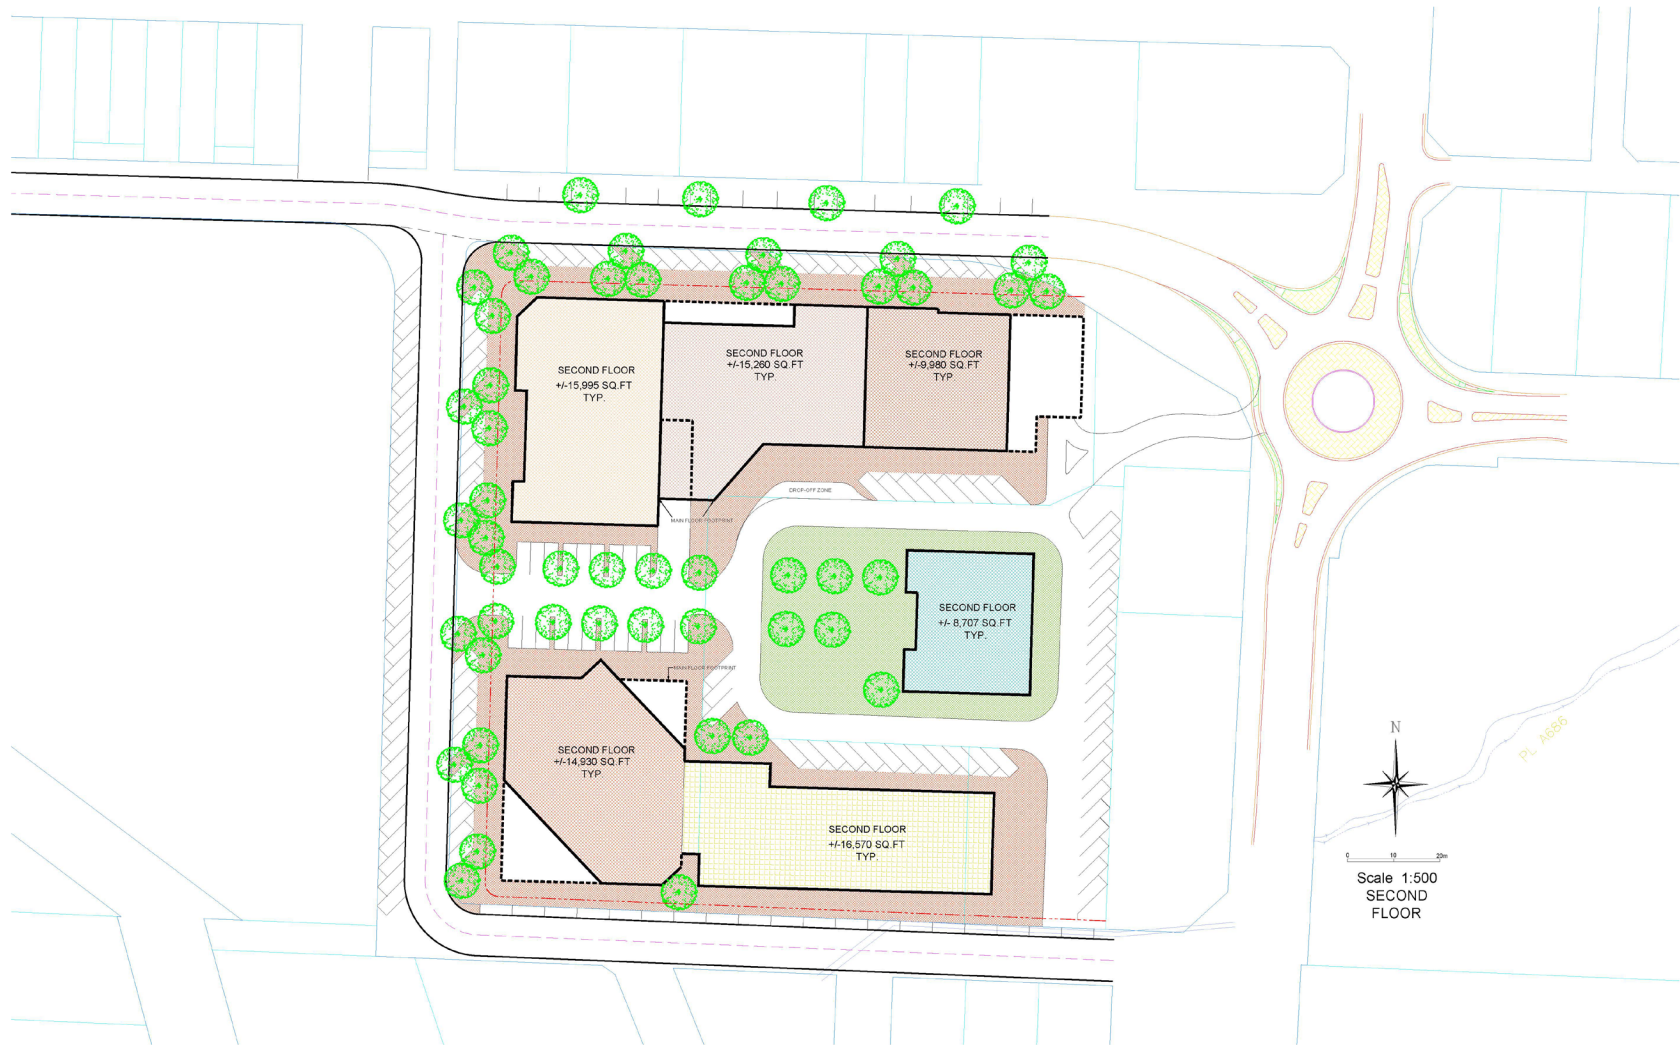 SECOND FLOOR
+/-15,995 SQ.FT
TYP.
SECOND FLOOR
+/-15,260 SQ.FT
TYP.
SECOND FLOOR
+/-9,980 SQ.FT
TYP.
DROP-OFF ZONE
MAIN FLOOR FOOTPRINT
SECOND FLOOR
+/- 8,707 SQ.FT
TYP.
MAIN FLOOR FOOTPRINT
SECOND FLOOR
+/-14,930 SQ.FT
TYP.
SECOND FLOOR
+/-16,570 SQ.FT
TYP.
PL. A686
N
0 10 20m
Scale 1:500
SECOND
FLOOR